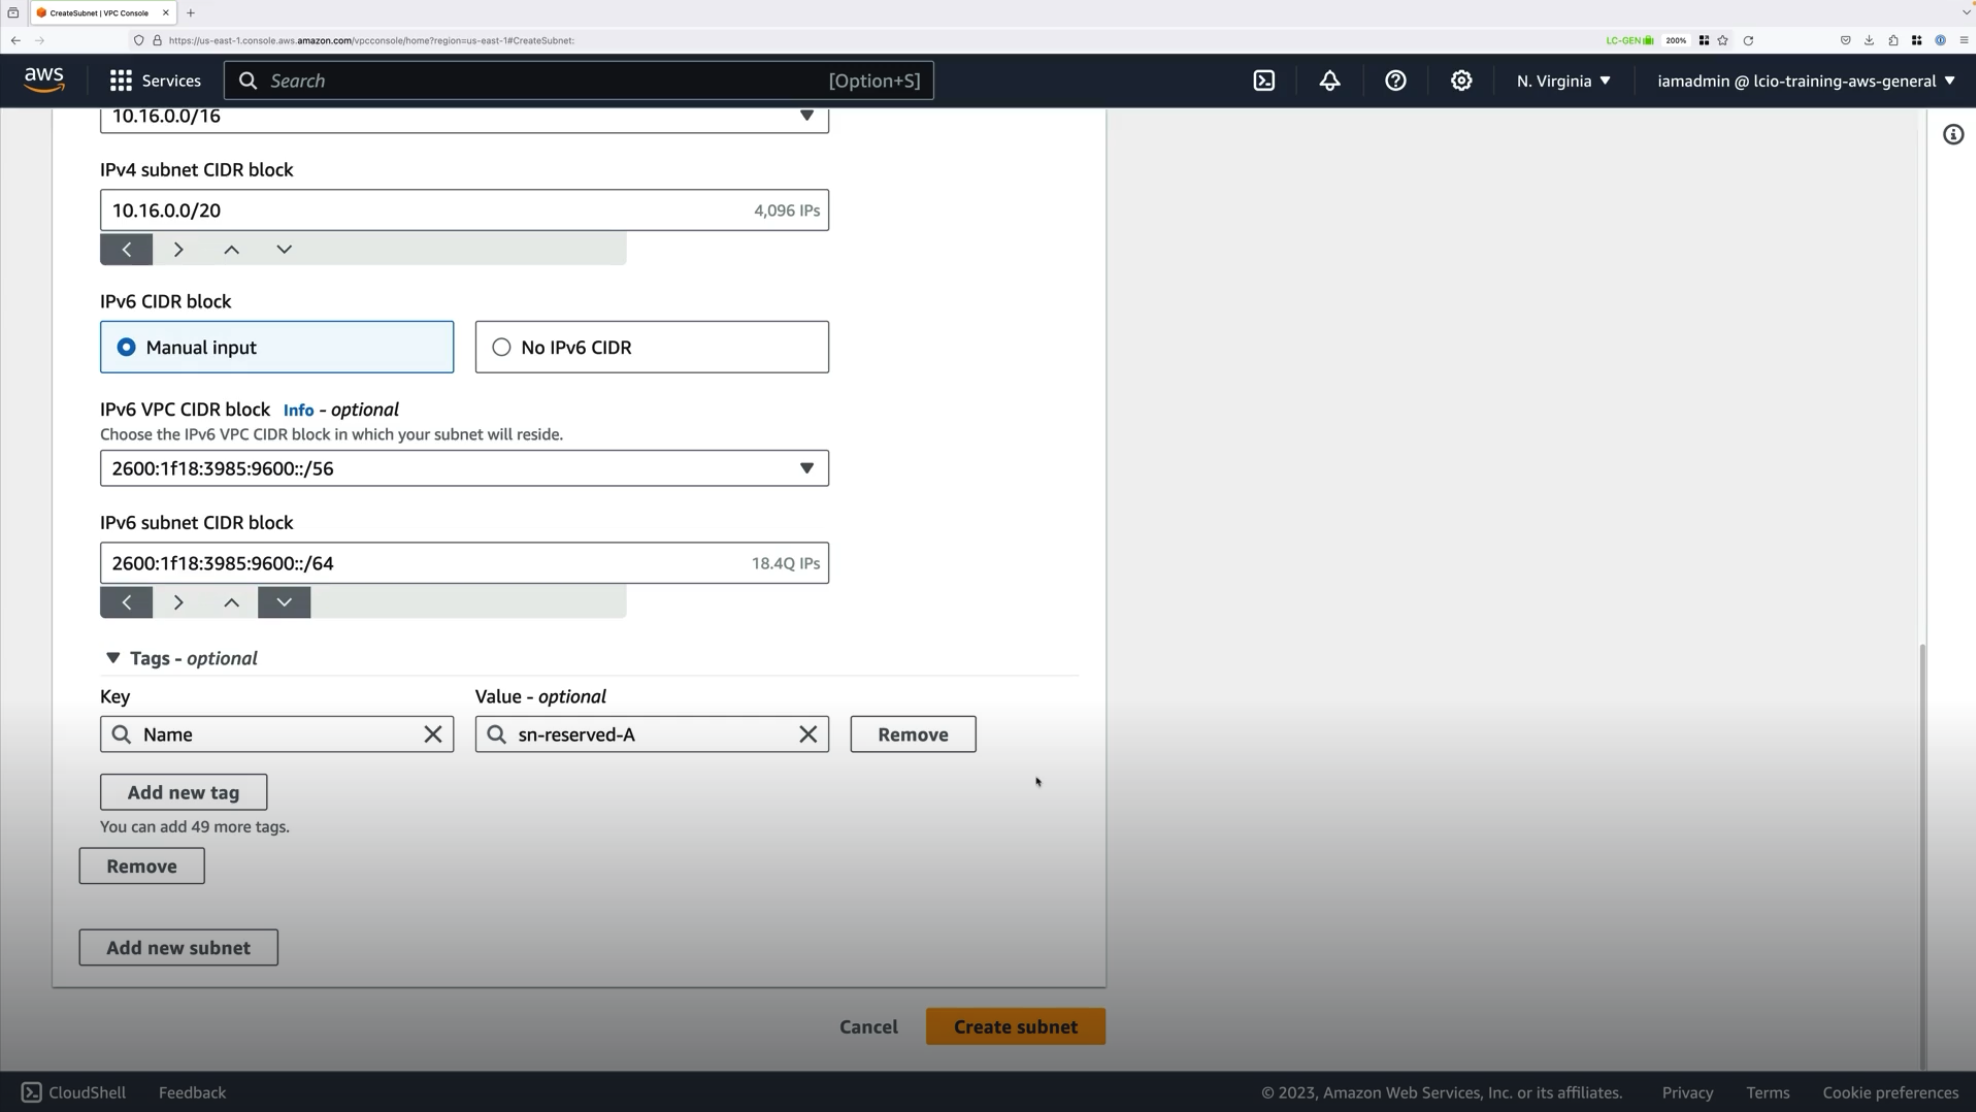 CreateSubnet | VPC Console
https://us-east-1.console.aws.amazon.com/vpcconsole/home?region=us-east-1#CreateSubnet:
LC-GEN
200%
aws
Services
Search
[Option+S]
N. Virginia
iamadmin @ lcio-training-aws-general
10.16.0.0/16
IPv4 subnet CIDR block
10.16.0.0/20
4,096 IPs
IPv6 CIDR block
Manual input
No IPv6 CIDR
IPv6 VPC CIDR block Info - optional
Choose the IPv6 VPC CIDR block in which your subnet will reside.
2600:1f18:3985:9600::/56
IPv6 subnet CIDR block
2600:1f18:3985:9600::/64
18.4Q IPs
Tags - optional
Key
Value - optional
Name
sn-reserved-A
Remove
Add new tag
You can add 49 more tags.
Remove
Add new subnet
Cancel
Create subnet
CloudShell
Feedback
© 2023, Amazon Web Services, Inc. or its affiliates.
Privacy
Terms
Cookie preferences